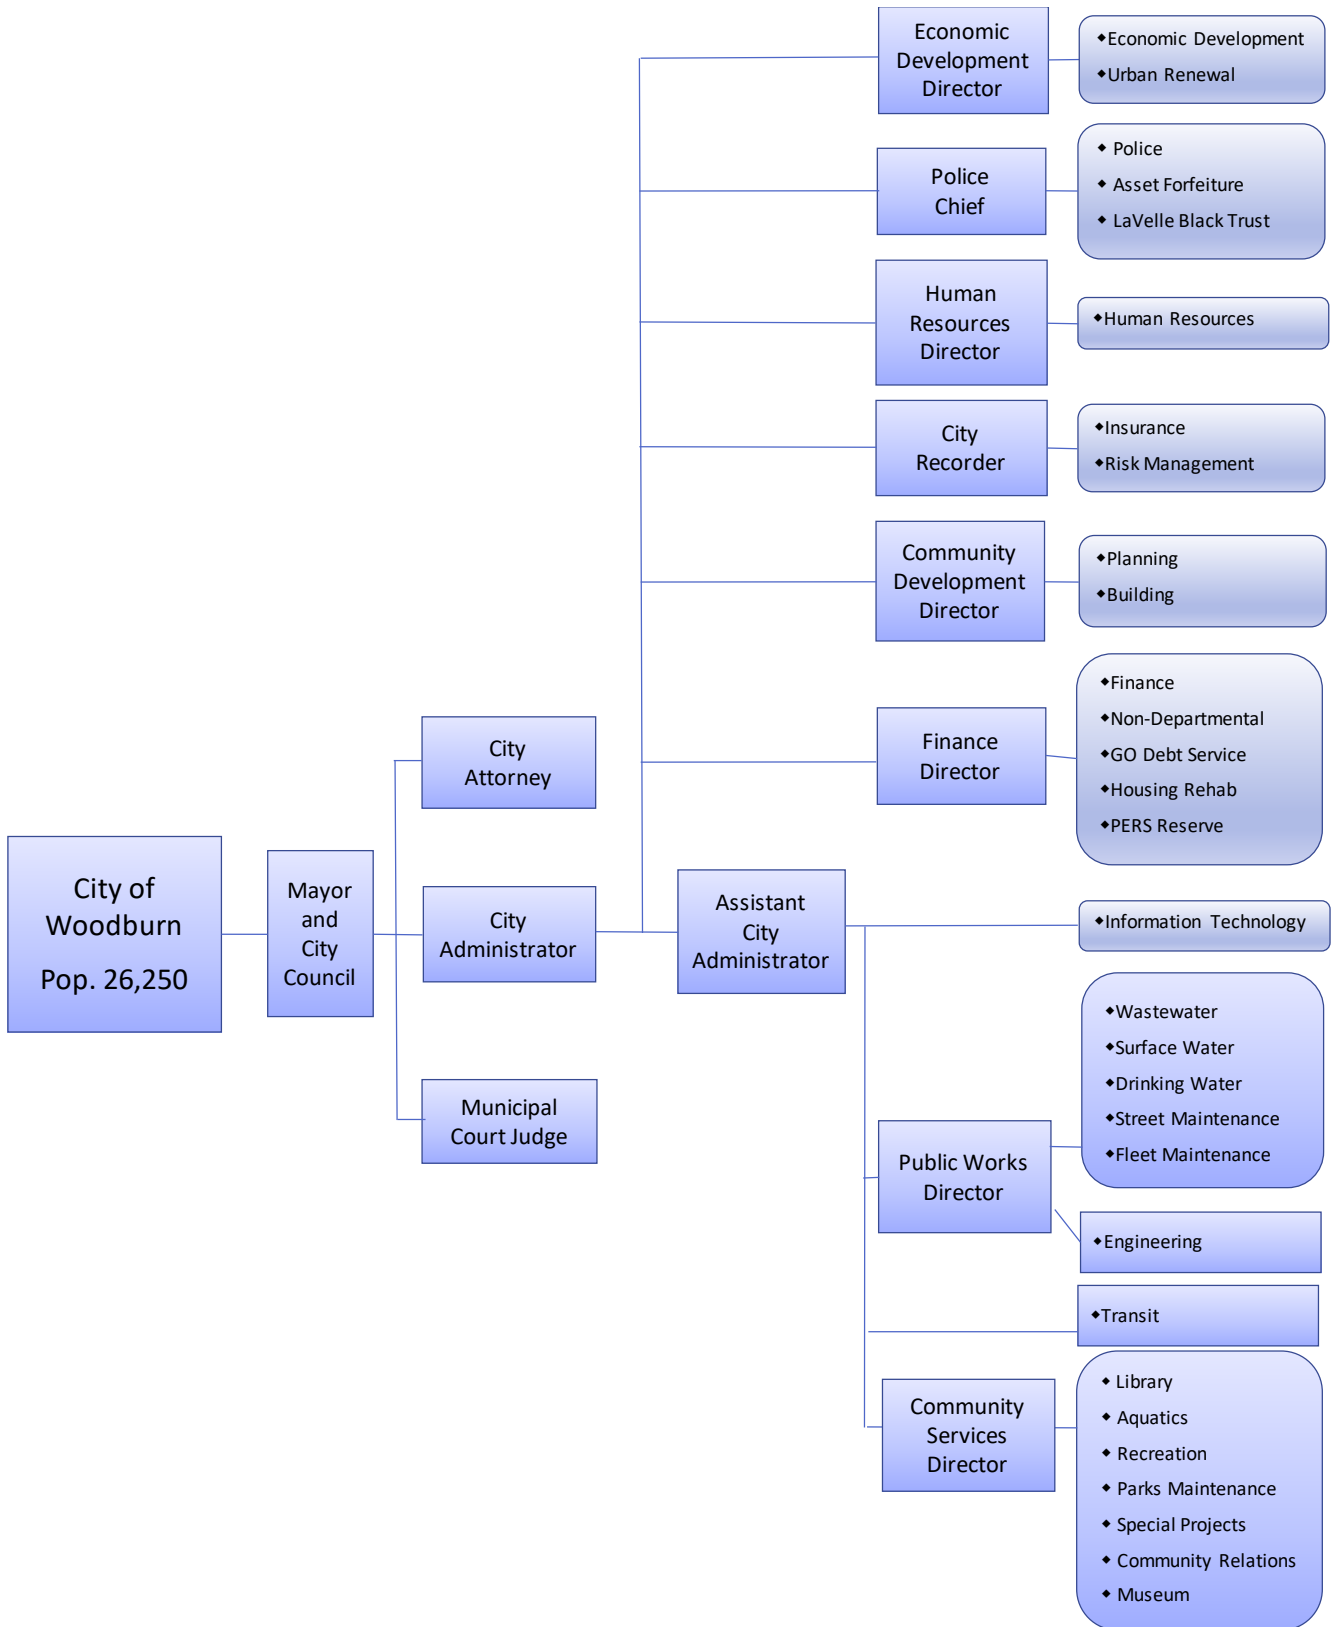 City of
Woodburn
Pop. 26,250
Mayor
and
City
Council
City
Attorney
City
Administrator
Municipal
Court Judge
Assistant
City
Administrator
Economic
Development
Director
◆Economic Development
◆Urban Renewal
Police
Chief
◆ Police
◆ Asset Forfeiture
◆ LaVelle Black Trust
Human
Resources
Director
◆Human Resources
City
Recorder
◆Insurance
◆Risk Management
Community
Development
Director
◆Planning
◆Building
Finance
Director
◆Finance
◆Non-Departmental
◆GO Debt Service
◆Housing Rehab
◆PERS Reserve
◆Information Technology
Public Works
Director
◆Wastewater
◆Surface Water
◆Drinking Water
◆Street Maintenance
◆Fleet Maintenance
◆Engineering
◆Transit
Community
Services
Director
◆ Library
◆ Aquatics
◆ Recreation
◆ Parks Maintenance
◆ Special Projects
◆ Community Relations
◆ Museum